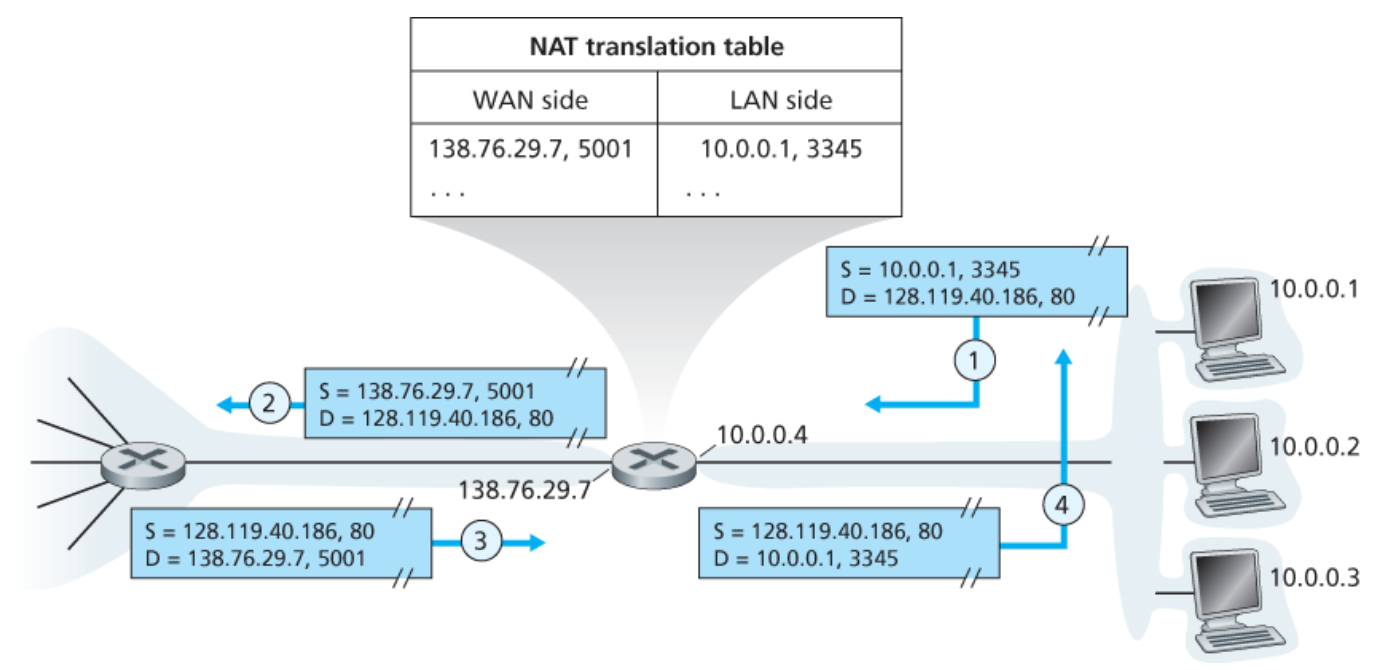 NAT translation table
WAN side
LAN side
138.76.29.7, 5001
10.0.0.1, 3345
. . .
. . .
S = 10.0.0.1, 3345
D = 128.119.40.186, 80
10.0.0.1
1
2
S = 138.76.29.7, 5001
D = 128.119.40.186, 80
10.0.0.4
10.0.0.2
138.76.29.7
S = 128.119.40.186, 80
D = 138.76.29.7, 5001
3
S = 128.119.40.186, 80
D = 10.0.0.1, 3345
4
10.0.0.3